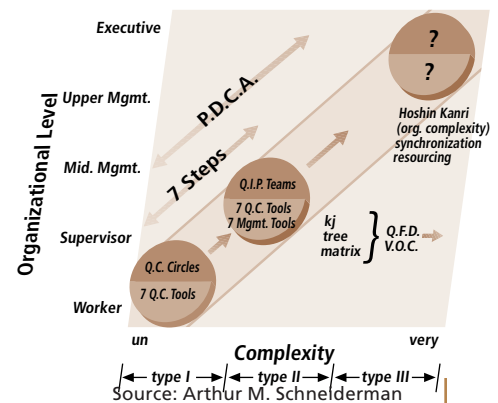 Executive
Upper Mgmt.
Mid. Mgmt.
Supervisor
Worker
Organizational Level
P.D.C.A.
7 Steps
?
?
Hoshin Kanri
(org. complexity)
synchronization
resourcing
Q.I.P. Teams
7 Q.C. Tools
7 Mgmt. Tools
kj
tree
matrix
}
Q.F.D.
V.O.C.
Q.C. Circles
7 Q.C. Tools
un
very
Complexity
type I
type II
type III
Source: Arthur M. Schneiderman